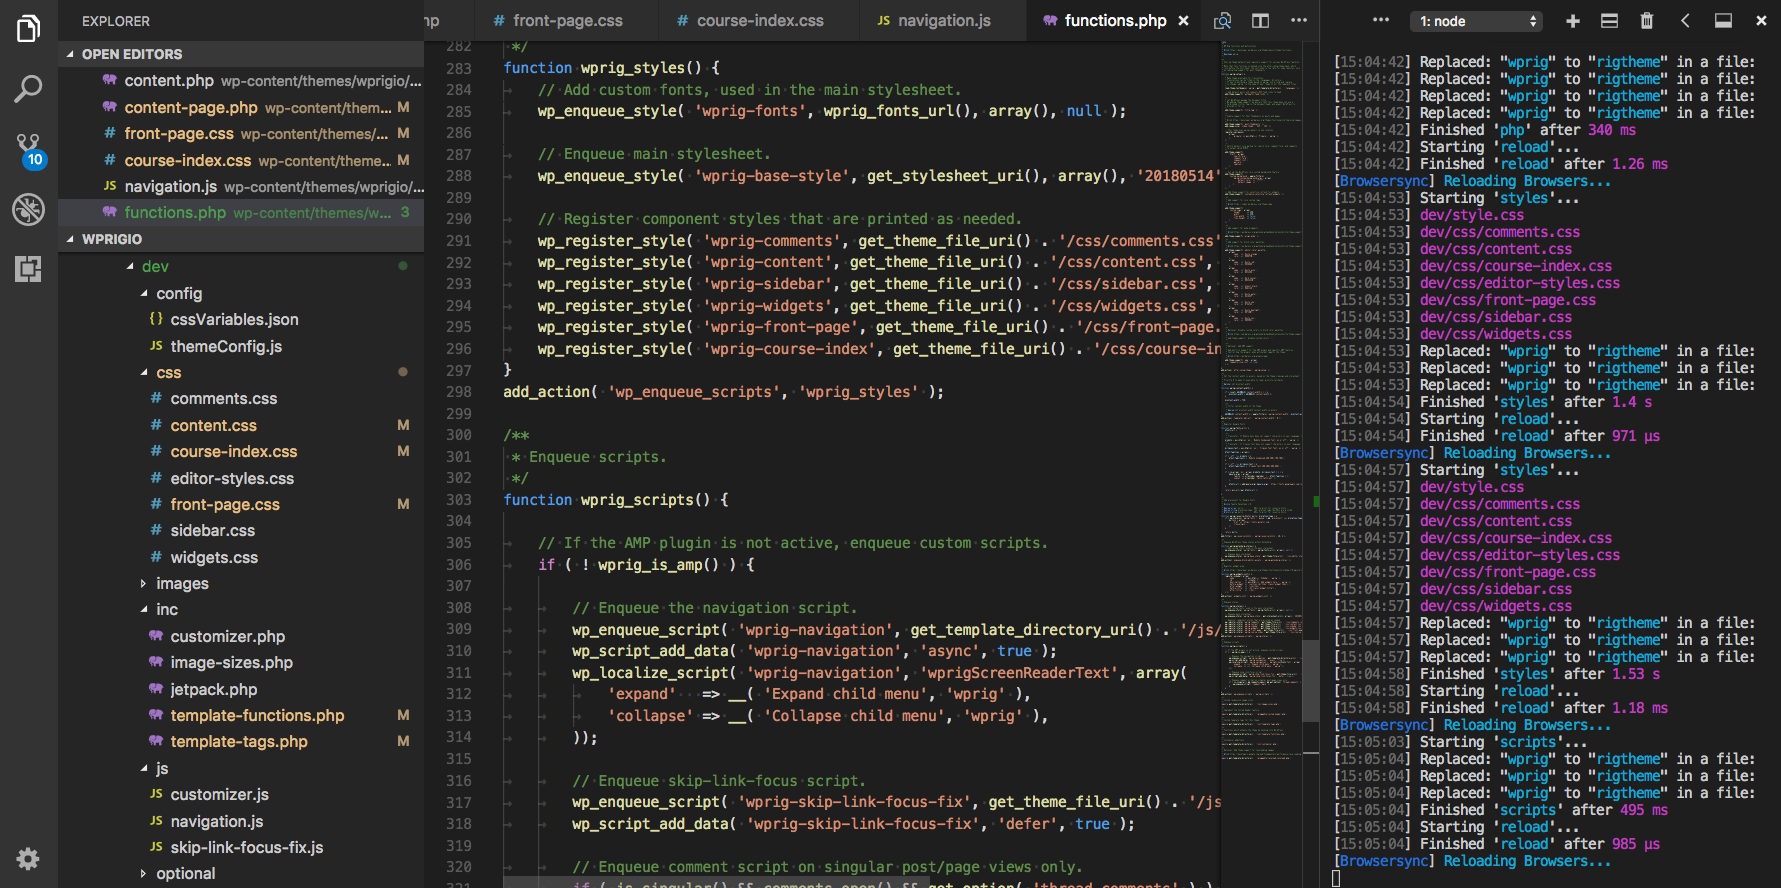 EXPLORER
OPEN EDITORS
content.php wp-content/themes/wprigio/...
content-page.php wp-content/them... M
# front-page.css wp-content/themes/... M
# course-index.css wp-content/theme... M
JS navigation.js wp-content/themes/wprigio/...
functions.php wp-content/themes/w... 3
10
WPRIGIO
dev
config
{} cssVariables.json
JS themeConfig.js
css
# comments.css
# content.css M
# course-index.css M
# editor-styles.css
# front-page.css M
# sidebar.css
# widgets.css
images
inc
customizer.php
image-sizes.php
jetpack.php
template-functions.php M
template-tags.php M
js
JS customizer.js
JS navigation.js
JS skip-link-focus-fix.js
optional
hp # front-page.css # course-index.css JS navigation.js functions.php ×
282 */
283 function wprig_styles() {
284 // Add custom fonts, used in the main stylesheet.
285 wp_enqueue_style( 'wprig-fonts', wprig_fonts_url(), array(), null );
286
287 // Enqueue main stylesheet.
288 wp_enqueue_style( 'wprig-base-style', get_stylesheet_uri(), array(), '20180514'
289
290 // Register component styles that are printed as needed.
291 wp_register_style( 'wprig-comments', get_theme_file_uri() . '/css/comments.css'
292 wp_register_style( 'wprig-content', get_theme_file_uri() . '/css/content.css',
293 wp_register_style( 'wprig-sidebar', get_theme_file_uri() . '/css/sidebar.css',
294 wp_register_style( 'wprig-widgets', get_theme_file_uri() . '/css/widgets.css',
295 wp_register_style( 'wprig-front-page', get_theme_file_uri() . '/css/front-page.
296 wp_register_style( 'wprig-course-index', get_theme_file_uri() . '/css/course-in
297 }
298 add_action( 'wp_enqueue_scripts', 'wprig_styles' );
299
300 /**
301 * Enqueue scripts.
302 */
303 function wprig_scripts() {
304
305 // If the AMP plugin is not active, enqueue custom scripts.
306 if ( ! wprig_is_amp() ) {
307
308 // Enqueue the navigation script.
309 wp_enqueue_script( 'wprig-navigation', get_template_directory_uri() . '/js/
310 wp_script_add_data( 'wprig-navigation', 'async', true );
311 wp_localize_script( 'wprig-navigation', 'wprigScreenReaderText', array(
312 'expand' => __( 'Expand child menu', 'wprig' ),
313 'collapse' => __( 'Collapse child menu', 'wprig' ),
314 ));
315
316 // Enqueue skip-link-focus script.
317 wp_enqueue_script( 'wprig-skip-link-focus-fix', get_theme_file_uri() . '/js
318 wp_script_add_data( 'wprig-skip-link-focus-fix', 'defer', true );
319
320 // Enqueue comment script on singular post/page views only.
321 if ( is_singular() && comments_open() && get_option( 'thread_comments' ) )
1: node
[15:04:42] Replaced: "wprig" to "rigtheme" in a file:
[15:04:42] Replaced: "wprig" to "rigtheme" in a file:
[15:04:42] Replaced: "wprig" to "rigtheme" in a file:
[15:04:42] Replaced: "wprig" to "rigtheme" in a file:
[15:04:42] Finished 'php' after 340 ms
[15:04:42] Starting 'reload'...
[15:04:42] Finished 'reload' after 1.26 ms
[Browsersync] Reloading Browsers...
[15:04:53] Starting 'styles'...
[15:04:53] dev/style.css
[15:04:53] dev/css/comments.css
[15:04:53] dev/css/content.css
[15:04:53] dev/css/course-index.css
[15:04:53] dev/css/editor-styles.css
[15:04:53] dev/css/front-page.css
[15:04:53] dev/css/sidebar.css
[15:04:53] dev/css/widgets.css
[15:04:53] Replaced: "wprig" to "rigtheme" in a file:
[15:04:53] Replaced: "wprig" to "rigtheme" in a file:
[15:04:53] Replaced: "wprig" to "rigtheme" in a file:
[15:04:54] Finished 'styles' after 1.4 s
[15:04:54] Starting 'reload'...
[15:04:54] Finished 'reload' after 971 μs
[Browsersync] Reloading Browsers...
[15:04:57] Starting 'styles'...
[15:04:57] dev/style.css
[15:04:57] dev/css/comments.css
[15:04:57] dev/css/content.css
[15:04:57] dev/css/course-index.css
[15:04:57] dev/css/editor-styles.css
[15:04:57] dev/css/front-page.css
[15:04:57] dev/css/sidebar.css
[15:04:57] dev/css/widgets.css
[15:04:57] Replaced: "wprig" to "rigtheme" in a file:
[15:04:57] Replaced: "wprig" to "rigtheme" in a file:
[15:04:57] Replaced: "wprig" to "rigtheme" in a file:
[15:04:58] Finished 'styles' after 1.53 s
[15:04:58] Starting 'reload'...
[15:04:58] Finished 'reload' after 1.18 ms
[Browsersync] Reloading Browsers...
[15:05:03] Starting 'scripts'...
[15:05:04] Replaced: "wprig" to "rigtheme" in a file:
[15:05:04] Replaced: "wprig" to "rigtheme" in a file:
[15:05:04] Replaced: "wprig" to "rigtheme" in a file:
[15:05:04] Finished 'scripts' after 495 ms
[15:05:04] Starting 'reload'...
[15:05:04] Finished 'reload' after 985 μs
[Browsersync] Reloading Browsers...